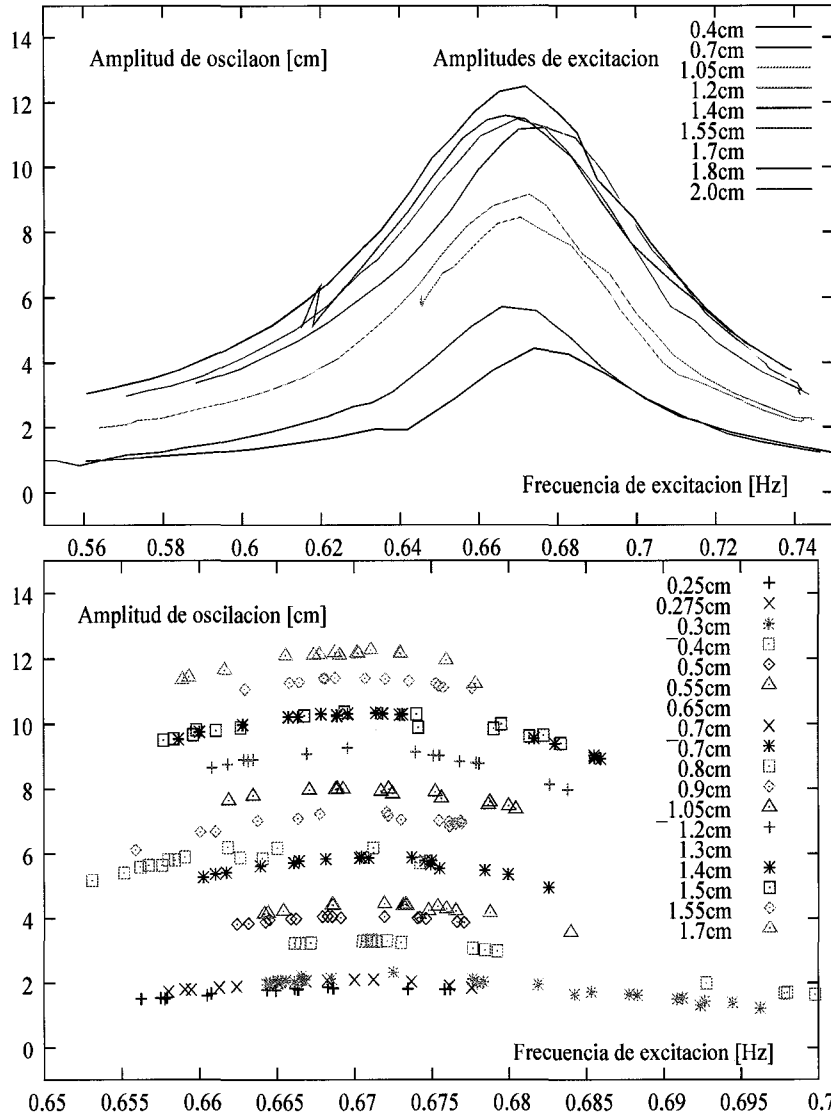 14
12
10
8
6
4
2
0
Amplitud de oscilaon [cm]
Amplitudes de excitacion
0.4cm
0.7cm
1.05cm
1.2cm
1.4cm
1.55cm
1.7cm
1.8cm
2.0cm
Frecuencia de excitacion [Hz]
0.56 0.58 0.6 0.62 0.64 0.66 0.68 0.7 0.72 0.74
14
12
10
8
6
4
2
0
Amplitud de oscilacion [cm]
0.25cm
0.275cm
0.3cm
0.4cm
0.5cm
0.55cm
0.65cm
0.7cm
0.7cm
0.8cm
0.9cm
1.05cm
1.2cm
1.3cm
1.4cm
1.5cm
1.55cm
1.7cm
Frecuencia de excitacion [Hz]
0.65 0.655 0.66 0.665 0.67 0.675 0.68 0.685 0.69 0.695 0.7